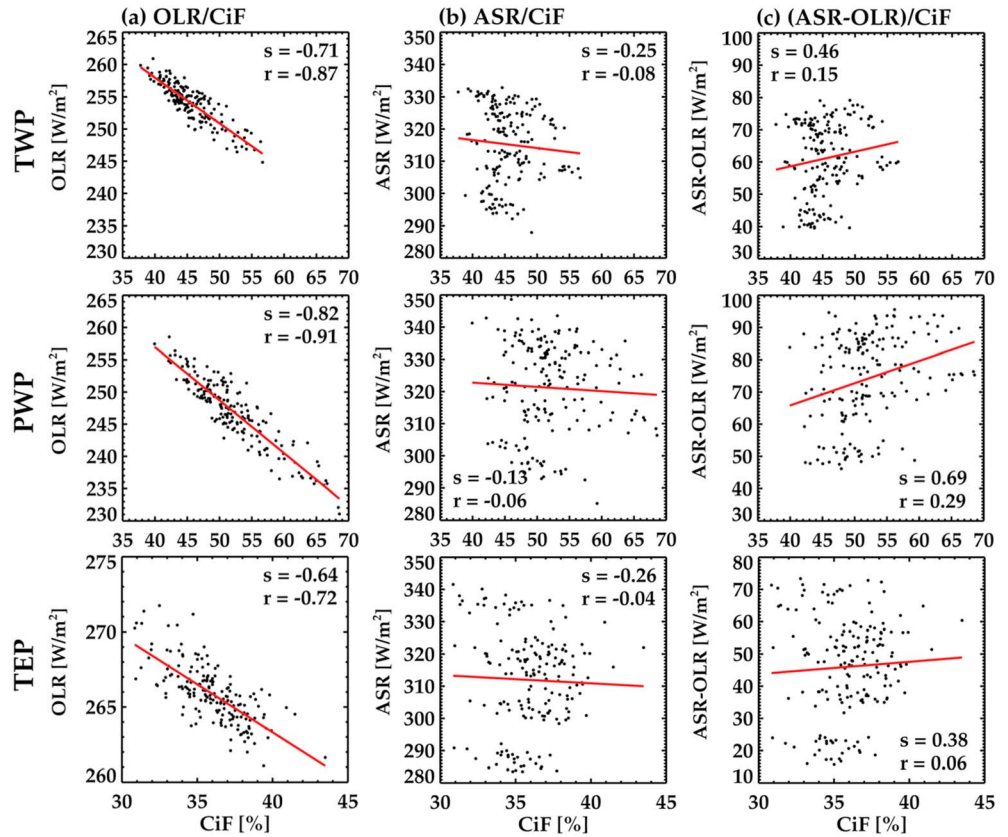 (a) OLR/CiF
(b) ASR/CiF
(c) (ASR-OLR)/CiF
TWP
OLR [W/m²]
265
260
255
250
245
240
235
230
s = -0.71
r = -0.87
35 40 45 50 55 60 65 70
ASR [W/m²]
350
340
330
320
310
300
290
280
s = -0.25
r = -0.08
35 40 45 50 55 60 65 70
ASR-OLR [W/m²]
100
90
80
70
60
50
40
30
s = 0.46
r = 0.15
35 40 45 50 55 60 65 70
PWP
OLR [W/m²]
265
260
255
250
245
240
235
230
s = -0.82
r = -0.91
35 40 45 50 55 60 65 70
ASR [W/m²]
350
340
330
320
310
300
290
280
s = -0.13
r = -0.06
35 40 45 50 55 60 65 70
ASR-OLR [W/m²]
100
90
80
70
60
50
40
30
s = 0.69
r = 0.29
35 40 45 50 55 60 65 70
TEP
OLR [W/m²]
275
270
265
260
s = -0.64
r = -0.72
30 35 40 45
CiF [%]
ASR [W/m²]
350
340
330
320
310
300
290
280
s = -0.26
r = -0.04
30 35 40 45
CiF [%]
ASR-OLR [W/m²]
80
70
60
50
40
30
20
10
s = 0.38
r = 0.06
30 35 40 45
CiF [%]